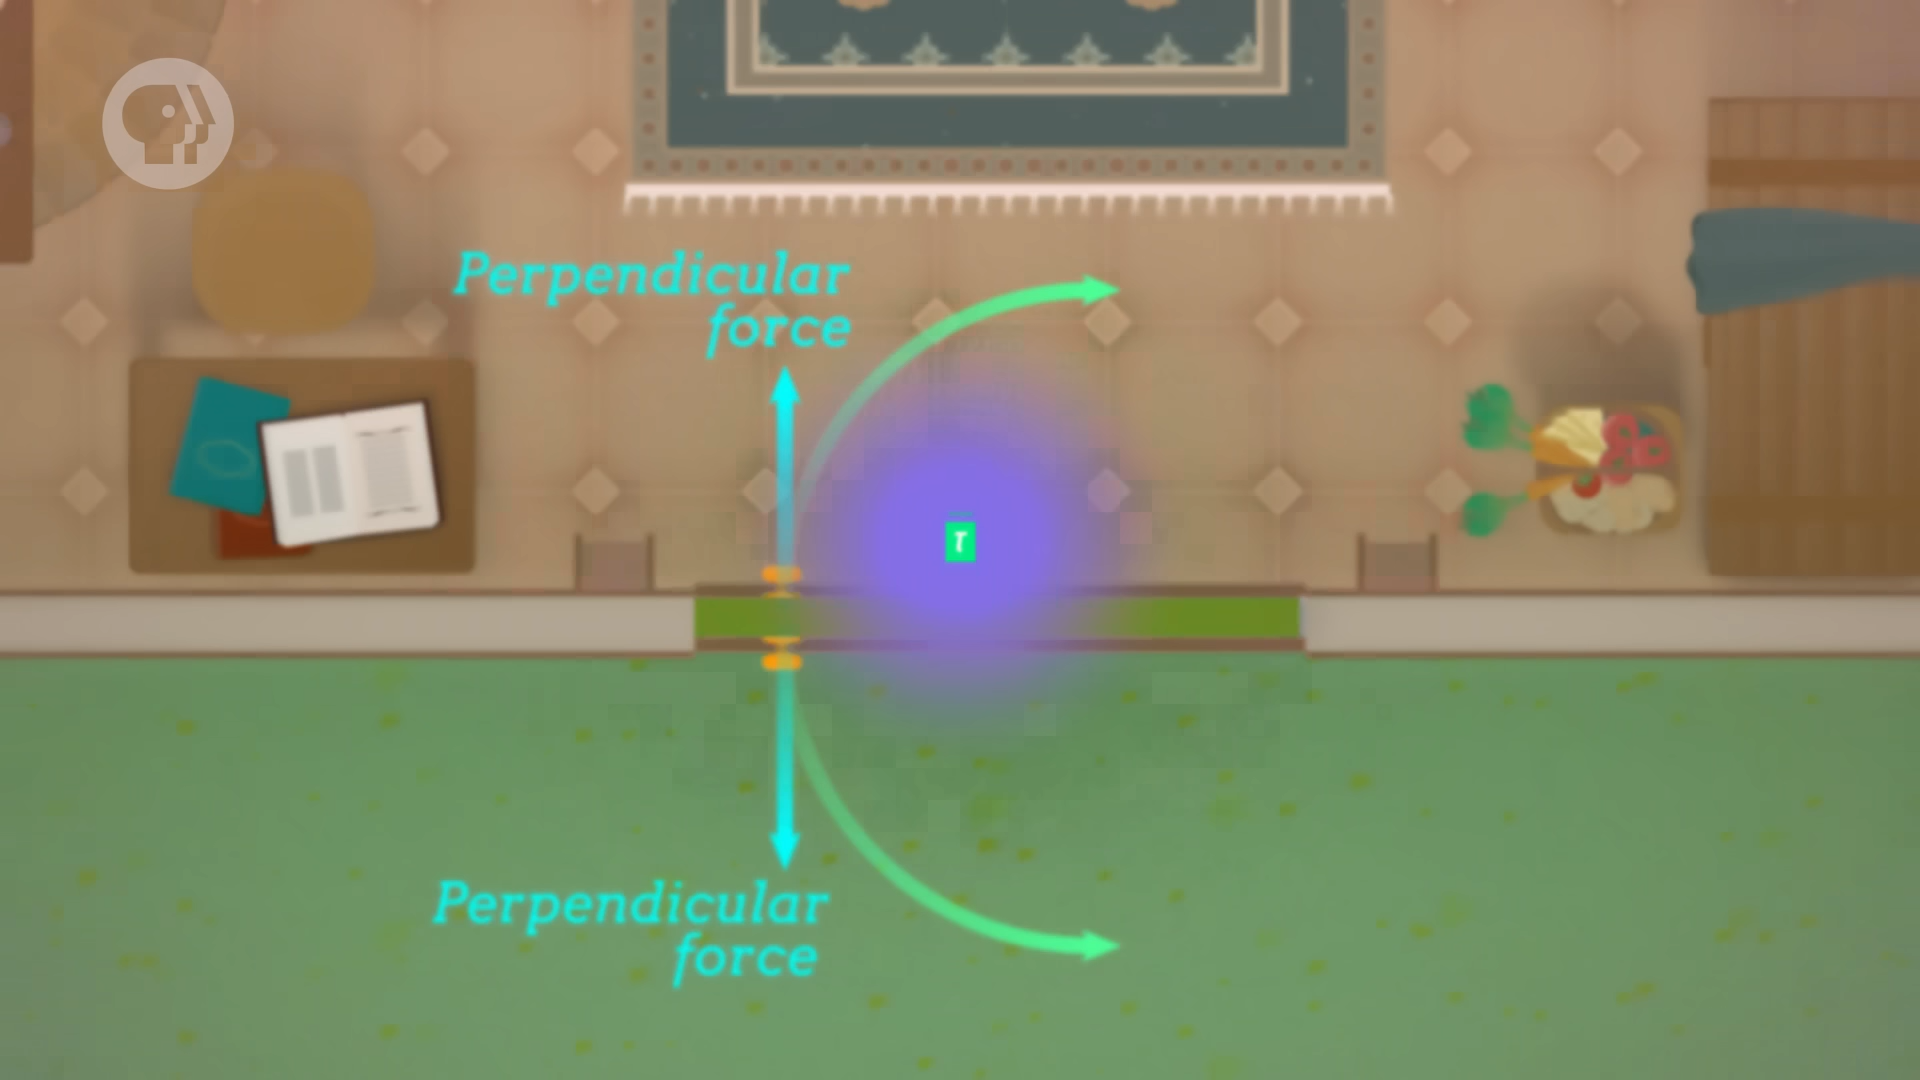 Perpendicular
force
τ
Perpendicular
force